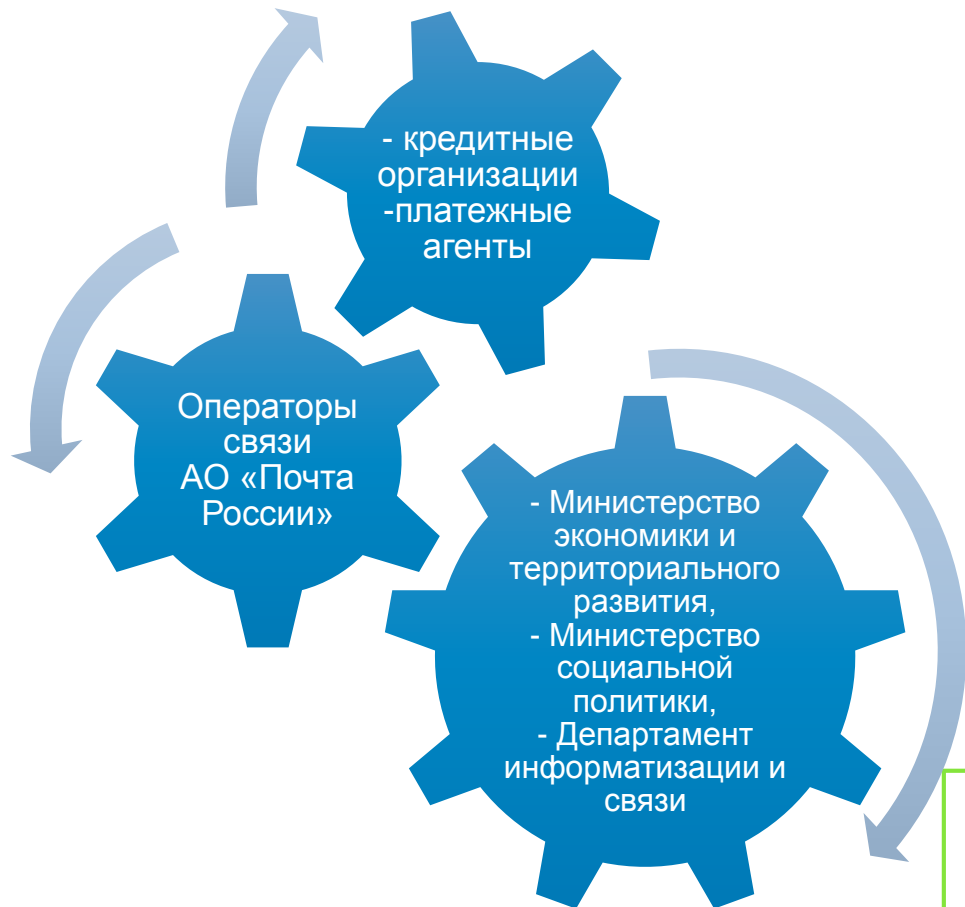 - кредитные
организации
-платежные
агенты
Операторы
связи
АО «Почта
России»
- Министерство
экономики и
территориального
развития,
- Министерство
социальной
политики,
- Департамент
информатизации и
связи